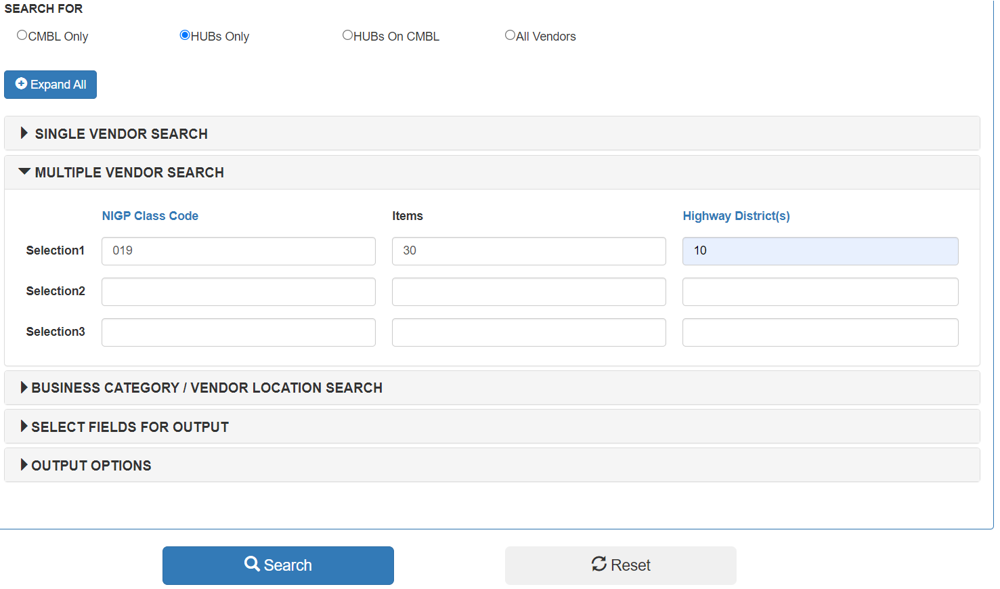 SEARCH FOR
CMBL Only HUBs Only HUBs On CMBL All Vendors
Expand All
SINGLE VENDOR SEARCH
MULTIPLE VENDOR SEARCH
NIGP Class Code Items Highway District(s)
Selection1 019 30 10
Selection2
Selection3
BUSINESS CATEGORY / VENDOR LOCATION SEARCH
SELECT FIELDS FOR OUTPUT
OUTPUT OPTIONS
Search Reset